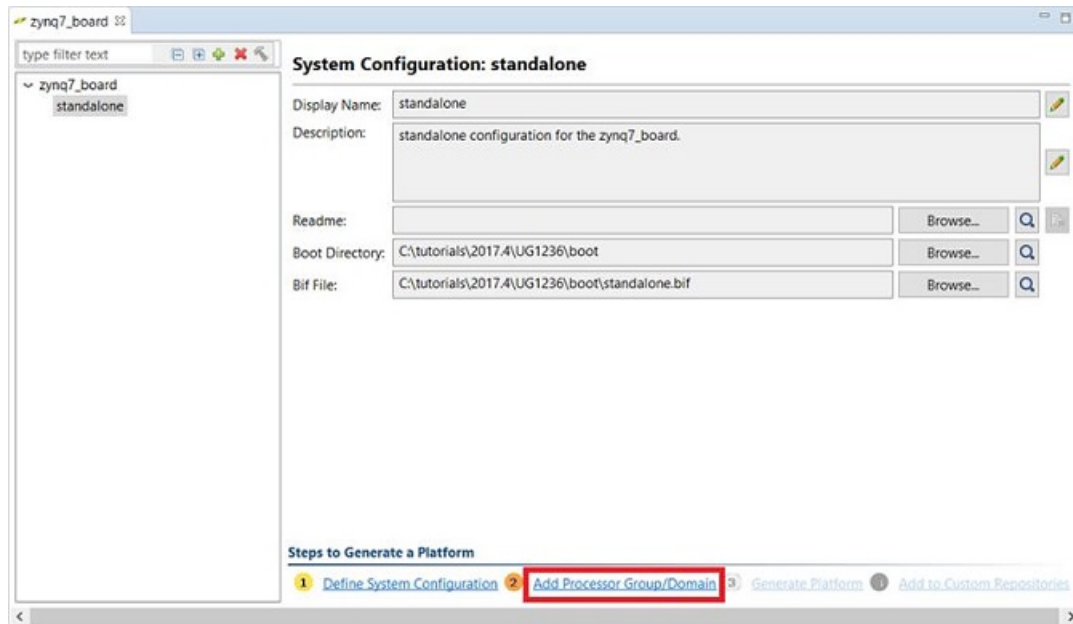 zynq7_board
type filter text
zynq7_board
standalone
System Configuration: standalone
Display Name: standalone
Description: standalone configuration for the zynq7_board.
Readme: Browse...
Boot Directory: C:\tutorials\2017.4\UG1236\boot Browse...
Bif File: C:\tutorials\2017.4\UG1236\boot\standalone.bif Browse...
Steps to Generate a Platform
1 Define System Configuration 2 Add Processor Group/Domain 3 Generate Platform Add to Custom Repositories